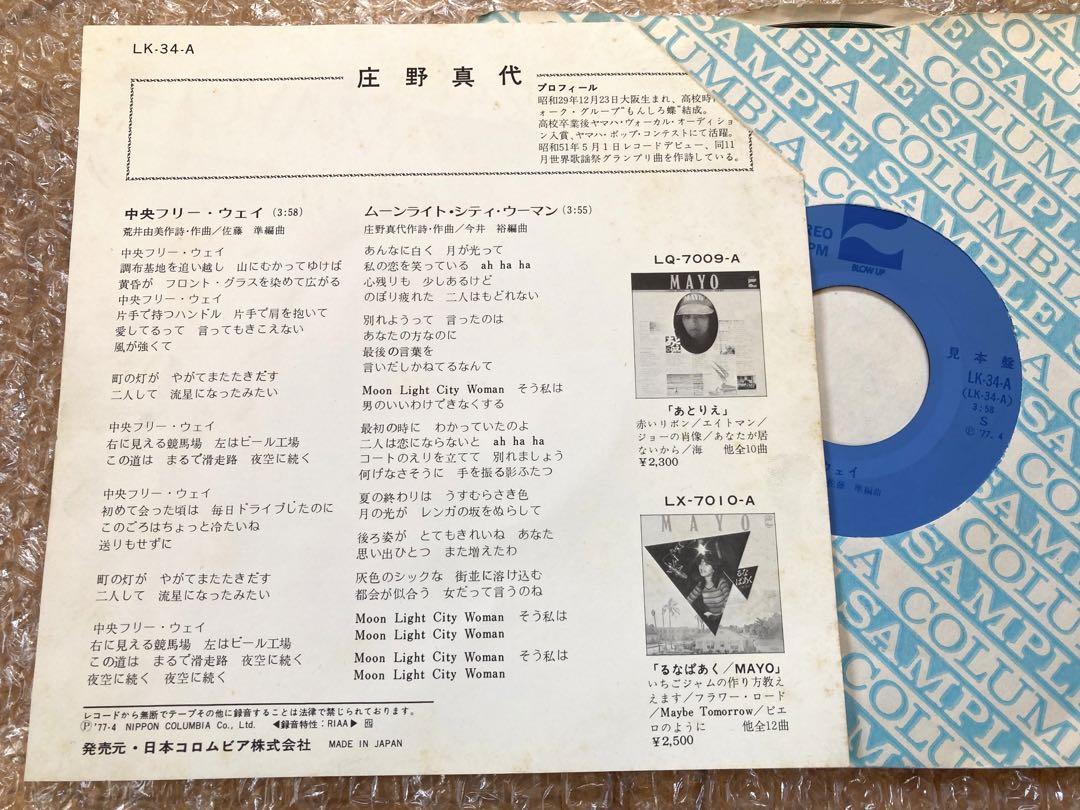 LK-34-A
庄野真代
プロフィール
昭和29年12月23日大阪生まれ、高校時
ォーク・グループ“もんしろ蝶”結成。
高校卒業後ヤマハ・ヴォーカル・オーディション
入賞、ヤマハ・ポップ・コンテストにて活躍。
昭和51年5月1日レコードデビュー、同11
月世界歌謡祭グランプリ曲を作詩している。
中央フリー・ウェイ (3:58)
荒井由美作詩・作曲/佐藤 準編曲
中央フリー・ウェイ
調布基地を追い越し 山にむかってゆけば
黄昏が フロント・グラスを染めて広がる
中央フリー・ウェイ
片手で持つハンドル 片手で肩を抱いて
愛してるって 言ってもきこえない
風が強くて
町の灯が やがてまたたきだす
二人して 流星になったみたい
中央フリー・ウェイ
右に見える競馬場 左はビール工場
この道は まるで滑走路 夜空に続く
中央フリー・ウェイ
初めて会った頃は 毎日ドライブしたのに
このごろはちょっと冷たいね
送りもせずに
町の灯が やがてまたたきだす
二人して 流星になったみたい
中央フリー・ウェイ
右に見える競馬場 左はビール工場
この道は まるで滑走路 夜空に続く
夜空に続く 夜空に続く
ムーンライト・シティ・ウーマン (3:55)
庄野真代作詩・作曲/今井 裕編曲
あんなに白く 月が光って
私の恋を笑っている ah ha ha
心残りも 少しあるけど
のぼり疲れた 二人はもどれない
別れようって 言ったのは
あなたの方なのに
最後の言葉を
言いだしかねてるなんて
Moon Light City Woman そう私は
男のいいわけできなくする
最初の時に わかっていたのよ
二人は恋にならないと ah ha ha
コートのえりを立てて 別れましょう
何げなさそうに 手を振る影ふたつ
夏の終わりは うすむらさき色
月の光が レンガの坂をぬらして
後ろ姿が とてもきれいね あなた
思い出ひとつ また増えたわ
灰色のシックな 街並に溶け込む
都会が似合う 女だって言うのね
Moon Light City Woman そう私は
Moon Light City Woman
Moon Light City Woman そう私は
Moon Light City Woman
LQ-7009-A
MAYO
MAYO
「あとりえ」
赤いリボン/エイトマン/
ジョーの肖像/あなたが居
ないから/海 他全10曲
¥2,300
LX-7010-A
MAYO
るな
ぱあく
「るなぱあく/MAYO」
いちごジャムの作り方教え
えます/フラワー・ロード
/Maybe Tomorrow/ピエ
ロのように 他全12曲
¥2,500
レコードから無断でテープその他に録音することは法律で禁じられております。
Ⓟ'77-4 NIPPON COLUMBIA Co., Ltd. ◀録音特性:RIAA▶
発売元・日本コロムビア株式会社 MADE IN JAPAN
REO
PM
BLOW UP
見本盤
LK-34-A
(LK-34-A)
3:58
S
Ⓟ'77.4
ウェイ
準編曲
SAMPLE COLUMBIA
SAMPLE COLUMBIA
SAMPLE COLUMBIA